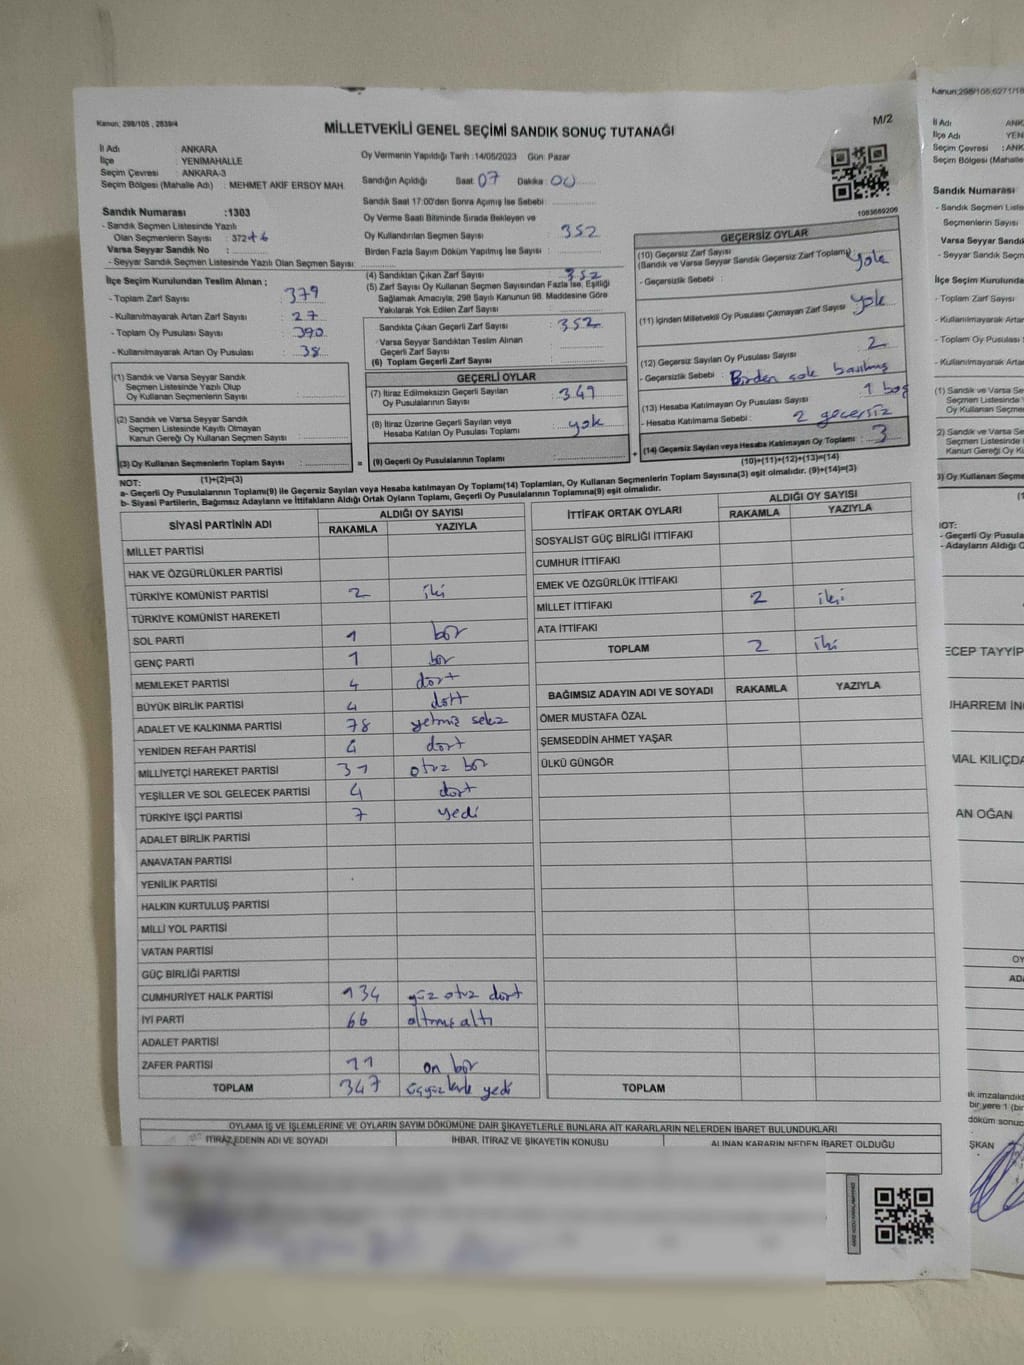 Kanun; 298/105 , 2839/4
MİLLETVEKİLİ GENEL SEÇİMİ SANDIK SONUÇ TUTANAĞI
M/2
İl Adı : ANKARA
İlçe : YENİMAHALLE
Seçim Çevresi : ANKARA-3
Seçim Bölgesi (Mahalle Adı) : MEHMET AKİF ERSOY MAH.
Sandık Numarası :1303
- Sandık Seçmen Listesinde Yazılı
Olan Seçmenlerin Sayısı : 372+6
Varsa Seyyar Sandık No :
- Seyyar Sandık Seçmen Listesinde Yazılı Olan Seçmen Sayısı:
İlçe Seçim Kurulundan Teslim Alınan ;
- Toplam Zarf Sayısı : 379
- Kullanılmayarak Artan Zarf Sayısı : 27
- Toplam Oy Pusulası Sayısı : 390
- Kullanılmayarak Artan Oy Pusulası : 38
(1) Sandık ve Varsa Seyyar Sandık
Seçmen Listesinde Yazılı Olup
Oy Kullanan Seçmenlerin Sayısı :
(2) Sandık ve Varsa Seyyar Sandık
Seçmen Listesinde Kayıtlı Olmayan
Kanun Gereği Oy Kullanan Seçmen Sayısı :
(3) Oy Kullanan Seçmenlerin Toplam Sayısı :
(1)+(2)=(3)
Oy Vermenin Yapıldığı Tarih :14/05/2023 Gün: Pazar
Sandığın Açıldığı Saat 07 Dakika 00
Sandık Saat 17.00'den Sonra Açılmış İse Sebebi :
Oy Verme Saati Bitiminde Sırada Bekleyen ve
Oy Kullandırılan Seçmen Sayısı : 352
Birden Fazla Sayım Döküm Yapılmış İse Sayısı :
(4) Sandıktan Çıkan Zarf Sayısı : 352
(5) Zarf Sayısı Oy Kullanan Seçmen Sayısından Fazla İse, Eşitliği
Sağlamak Amacıyla, 298 Sayılı Kanunun 98. Maddesine Göre
Yakılarak Yok Edilen Zarf Sayısı :
Sandıkta Çıkan Geçerli Zarf Sayısı : 352
Varsa Seyyar Sandıktan Teslim Alınan
Geçerli Zarf Sayısı :
(6) Toplam Geçerli Zarf Sayısı :
GEÇERLİ OYLAR
(7) İtiraz Edilmeksizin Geçerli Sayılan
Oy Pusulalarının Sayısı : 349
(8) İtiraz Üzerine Geçerli Sayılan veya
Hesaba Katılan Oy Pusulası Toplamı : yok
= (9) Geçerli Oy Pusulalarının Toplamı :
1083669206
GEÇERSİZ OYLAR
(10) Geçersiz Zarf Sayısı
(Sandık ve Varsa Seyyar Sandık Geçersiz Zarf Toplamı) yok
- Geçersizlik Sebebi :
(11) İçinden Milletvekili Oy Pusulası Çıkmayan Zarf Sayısı : yok
(12) Geçersiz Sayılan Oy Pusulası Sayısı : 2
- Geçersizlik Sebebi : Birden çok basılmış
(13) Hesaba Katılmayan Oy Pusulası Sayısı : 1 boş
- Hesaba Katılmama Sebebi : 2 geçersiz
+ (14) Geçersiz Sayılan veya Hesaba Katılmayan Oy Toplamı : 3
(10)+(11)+(12)+(13)=(14)
NOT:
a- Geçerli Oy Pusulalarının Toplamı(9) ile Geçersiz Sayılan veya Hesaba Katılmayan Oy Toplamı(14) Toplamları, Oy Kullanan Seçmenlerin Toplam Sayısına(3) eşit olmalıdır. (9)+(14)=(3)
b- Siyasi Partilerin, Bağımsız Adayların ve İttifakların Aldığı Ortak Oyların Toplamı, Geçerli Oy Pusulalarının Toplamına(9) eşit olmalıdır.
SİYASİ PARTİNİN ADI ALDIĞI OY SAYISI
RAKAMLA YAZIYLA
MİLLET PARTİSİ
HAK VE ÖZGÜRLÜKLER PARTİSİ
TÜRKİYE KOMÜNİST PARTİSİ 2 iki
TÜRKİYE KOMÜNİST HAREKETİ
SOL PARTİ 1 bir
GENÇ PARTİ 1 bir
MEMLEKET PARTİSİ 4 dört
BÜYÜK BİRLİK PARTİSİ 4 dört
ADALET VE KALKINMA PARTİSİ 78 yetmiş sekiz
YENİDEN REFAH PARTİSİ 4 dört
MİLLİYETÇİ HAREKET PARTİSİ 31 otuz bir
YEŞİLLER VE SOL GELECEK PARTİSİ 4 dört
TÜRKİYE İŞÇİ PARTİSİ 7 yedi
ADALET BİRLİK PARTİSİ
ANAVATAN PARTİSİ
YENİLİK PARTİSİ
HALKIN KURTULUŞ PARTİSİ
MİLLİ YOL PARTİSİ
VATAN PARTİSİ
GÜÇ BİRLİĞİ PARTİSİ
CUMHURİYET HALK PARTİSİ 134 yüz otuz dört
İYİ PARTİ 66 altmış altı
ADALET PARTİSİ
ZAFER PARTİSİ 11 on bir
TOPLAM 347 üçyüzkırk yedi
İTTİFAK ORTAK OYLARI ALDIĞI OY SAYISI
RAKAMLA YAZIYLA
SOSYALİST GÜÇ BİRLİĞİ İTTİFAKI
CUMHUR İTTİFAKI
EMEK VE ÖZGÜRLÜK İTTİFAKI
MİLLET İTTİFAKI 2 iki
ATA İTTİFAKI
TOPLAM 2 iki
BAĞIMSIZ ADAYIN ADI VE SOYADI RAKAMLA YAZIYLA
ÖMER MUSTAFA ÖZAL
ŞEMSEDDİN AHMET YAŞAR
ÜLKÜ GÜNGÖR
TOPLAM
OYLAMA İŞ VE İŞLEMLERİNE VE OYLARIN SAYIM DÖKÜMÜNE DAİR ŞİKAYETLERLE BUNLARA AİT KARARLARIN NELERDEN İBARET BULUNDUKLARI
İTİRAZ EDENİN ADI VE SOYADI İHBAR, İTİRAZ VE ŞİKAYETİN KONUSU ALINAN KARARIN NEDEN İBARET OLDUĞU
Kanun;298/105,6271/18
İl Adı : ANK
İlçe Adı : YEN
Seçim Çevresi : ANK
Seçim Bölgesi (Mahalle
Sandık Numarası
- Sandık Seçmen Liste
Seçmenlerin Sayısı
Varsa Seyyar Sandık
- Seyyar Sandık Seçm
İlçe Seçim Kurulundan
- Toplam Zarf Sayısı
- Kullanılmayarak Artan
- Toplam Oy Pusulası S
- Kullanılmayarak Artan
(1) Sandık ve Varsa Se
Seçmen Listesinde Y
Oy Kullanan Seçmen
2) Sandık ve Varsa Sey
Seçmen Listesinde K
Kanun Gereği Oy Ku
3) Oy Kullanan Seçme
(1
IOT:
- Geçerli Oy Pusula
- Adayların Aldığı O
ECEP TAYYİP
UHARREM İN
MAL KILIÇDA
AN OĞAN
OY
ADI
ak imzalandıkt
bir yere 1 (bir
döküm sonuc
ŞKAN